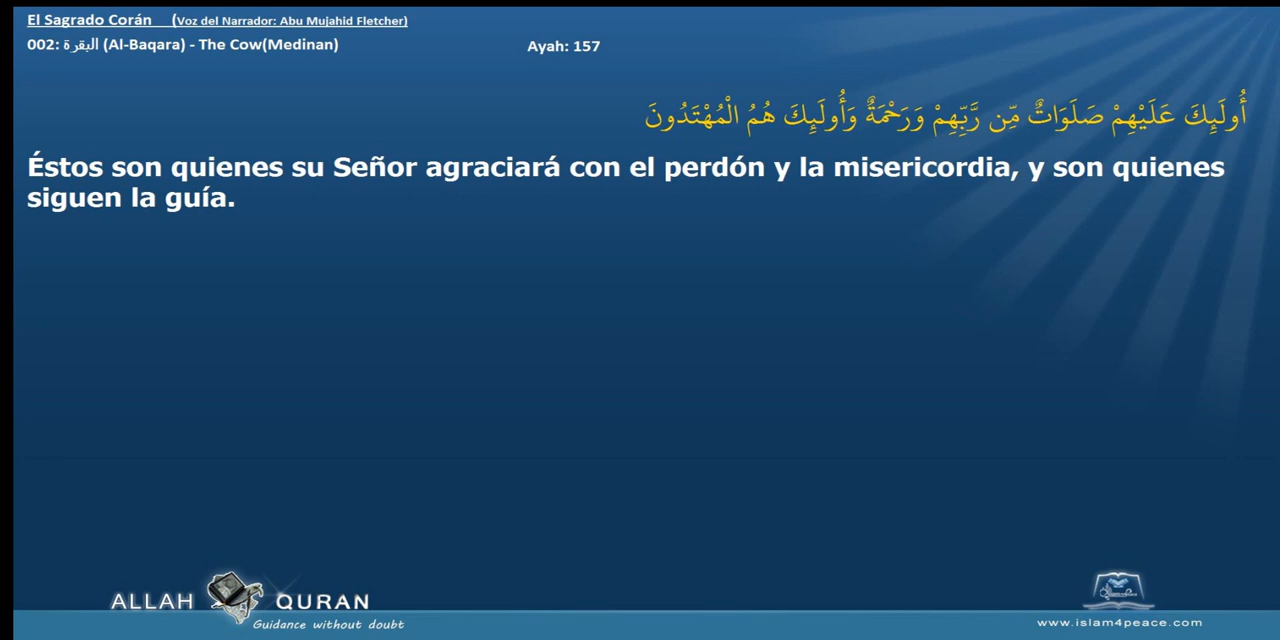 El Sagrado Corán (Voz del Narrador: Abu Mujahid Fletcher)
002: البقرة (Al-Baqara) - The Cow(Medinan) Ayah: 157
أُولَئِكَ عَلَيْهِمْ صَلَوَاتٌ مِّن رَّبِّهِمْ وَرَحْمَةٌ وَأُولَئِكَ هُمُ الْمُهْتَدُونَ
Éstos son quienes su Señor agraciará con el perdón y la misericordia, y son quienes
siguen la guía.
ALLAH QURAN
Guidance without doubt
www.islam4peace.com